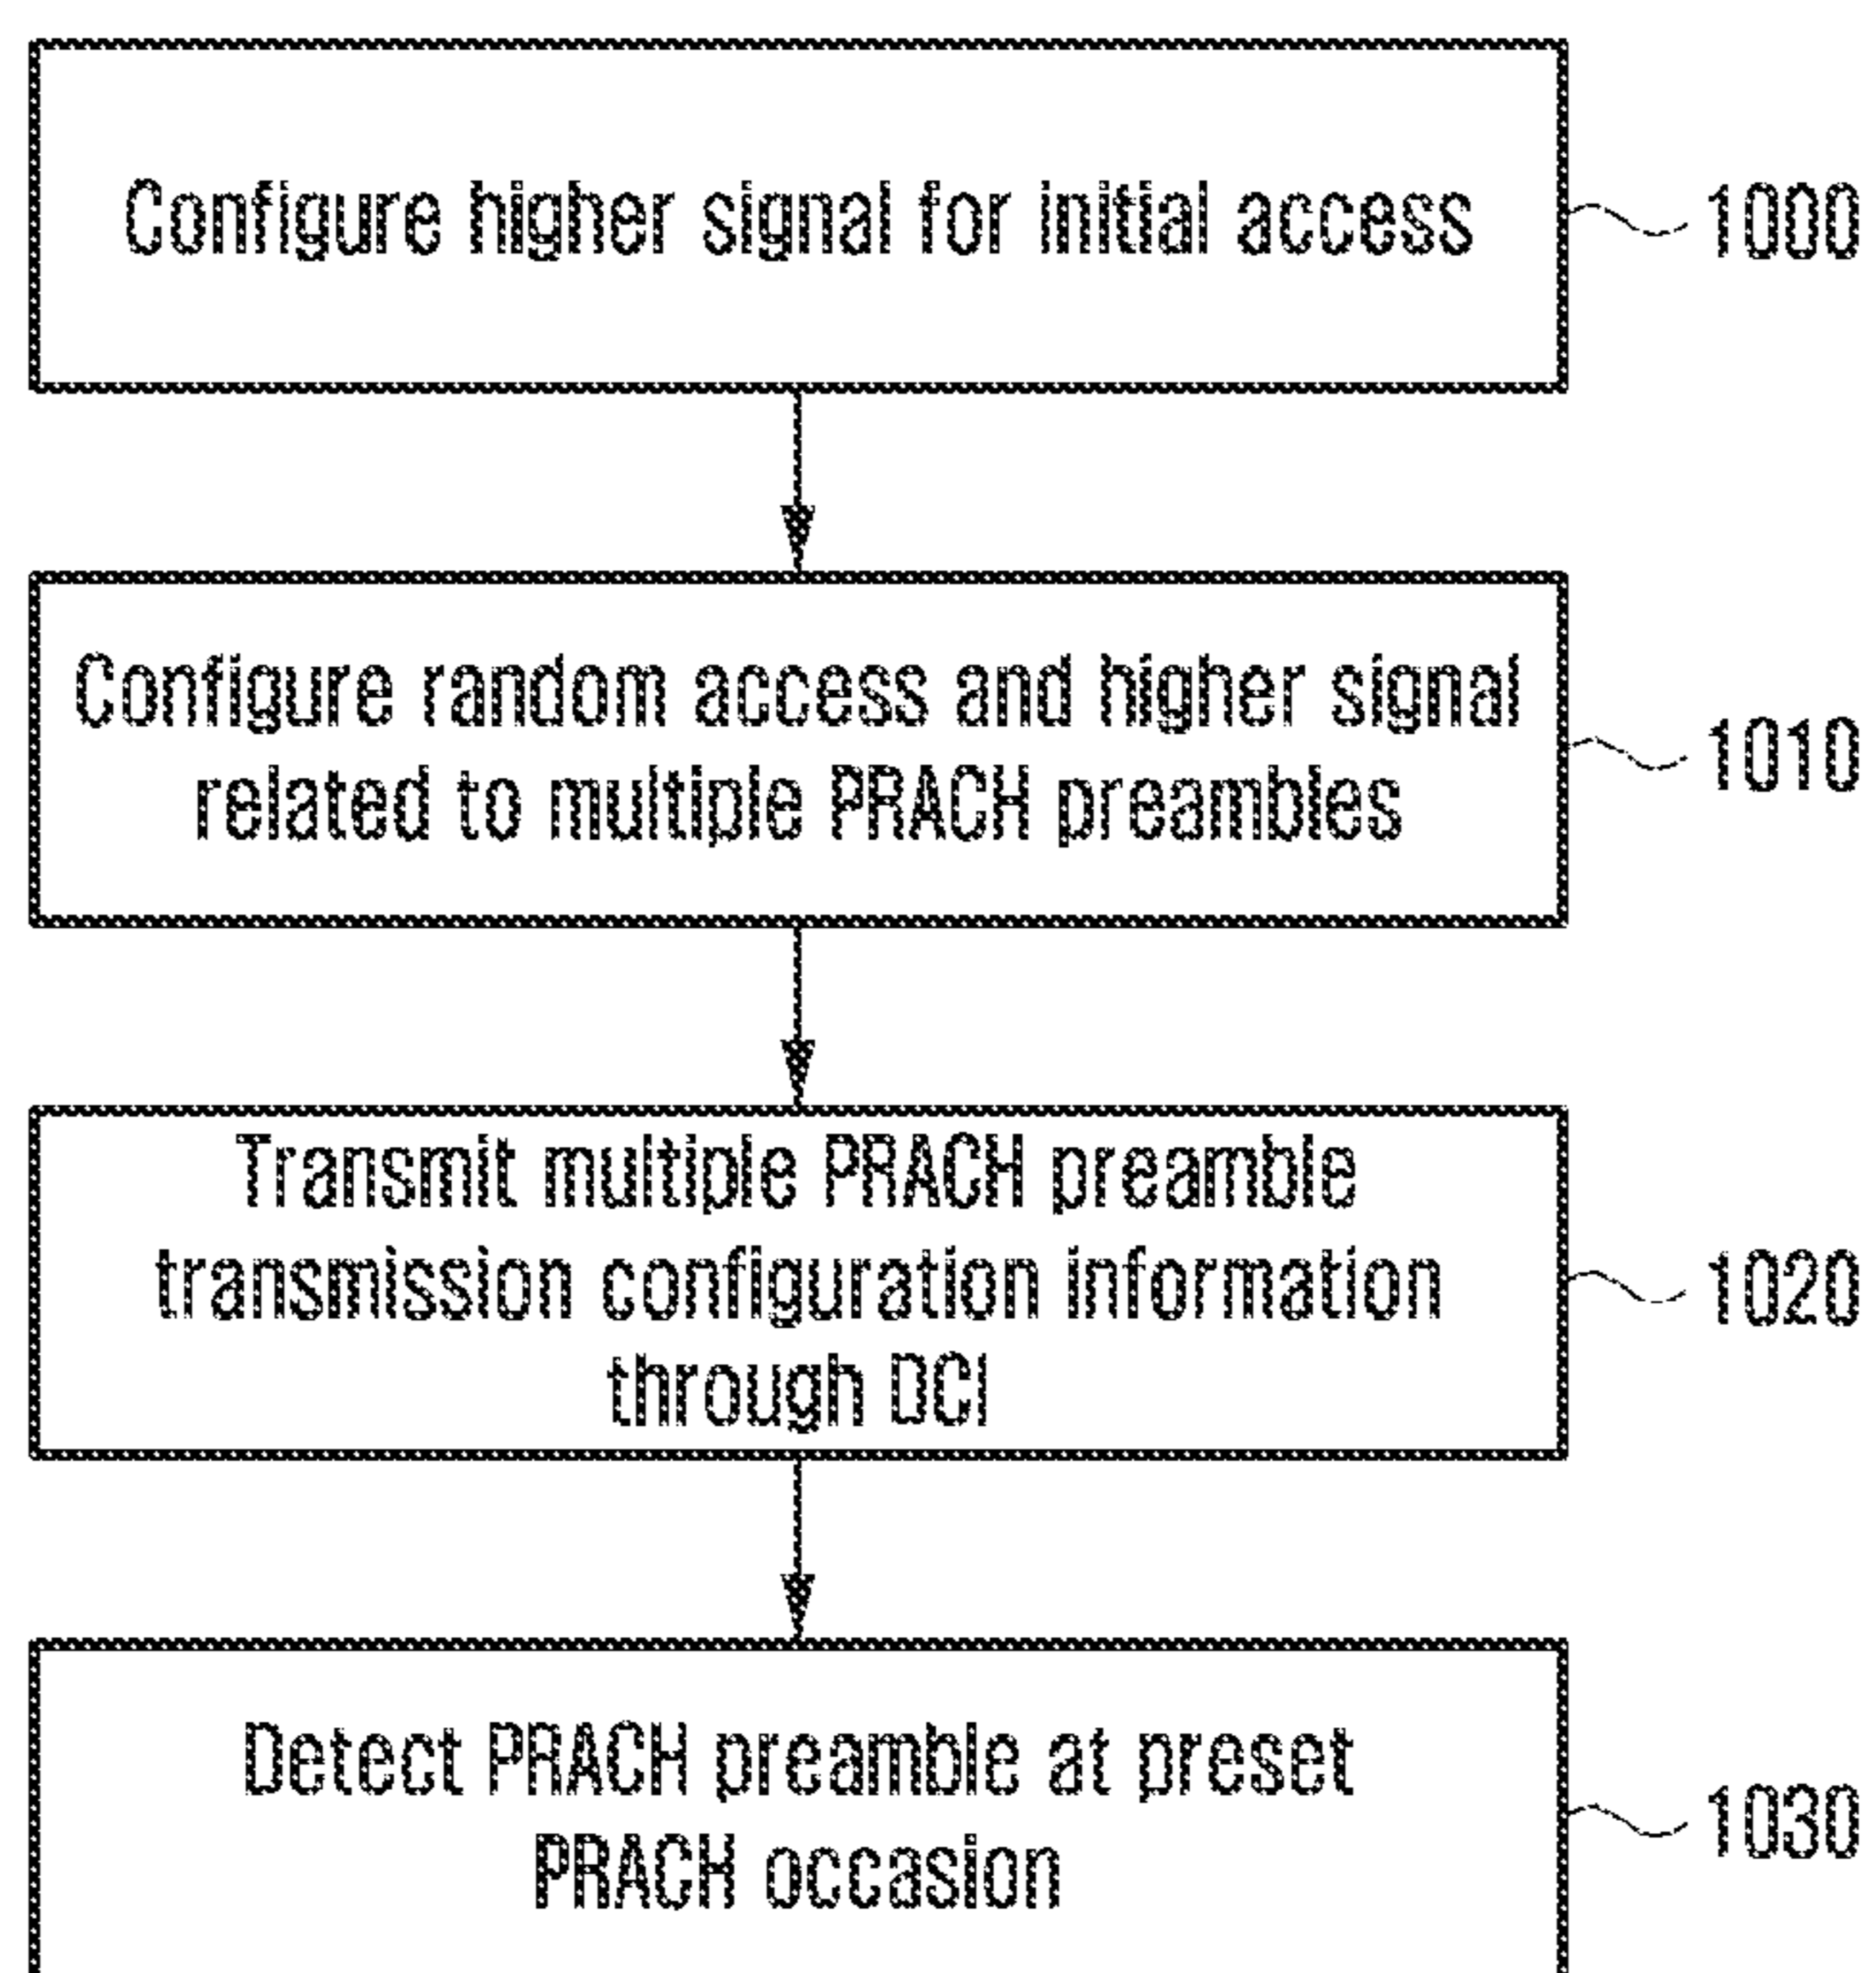 Configure higher signal for initial access
1000
Configure random access and higher signal
related to multiple PRACH preambles
1010
Transmit multiple PRACH preamble
transmission configuration information
through DCI
1020
Detect PRACH preamble at preset
PRACH occasion
1030